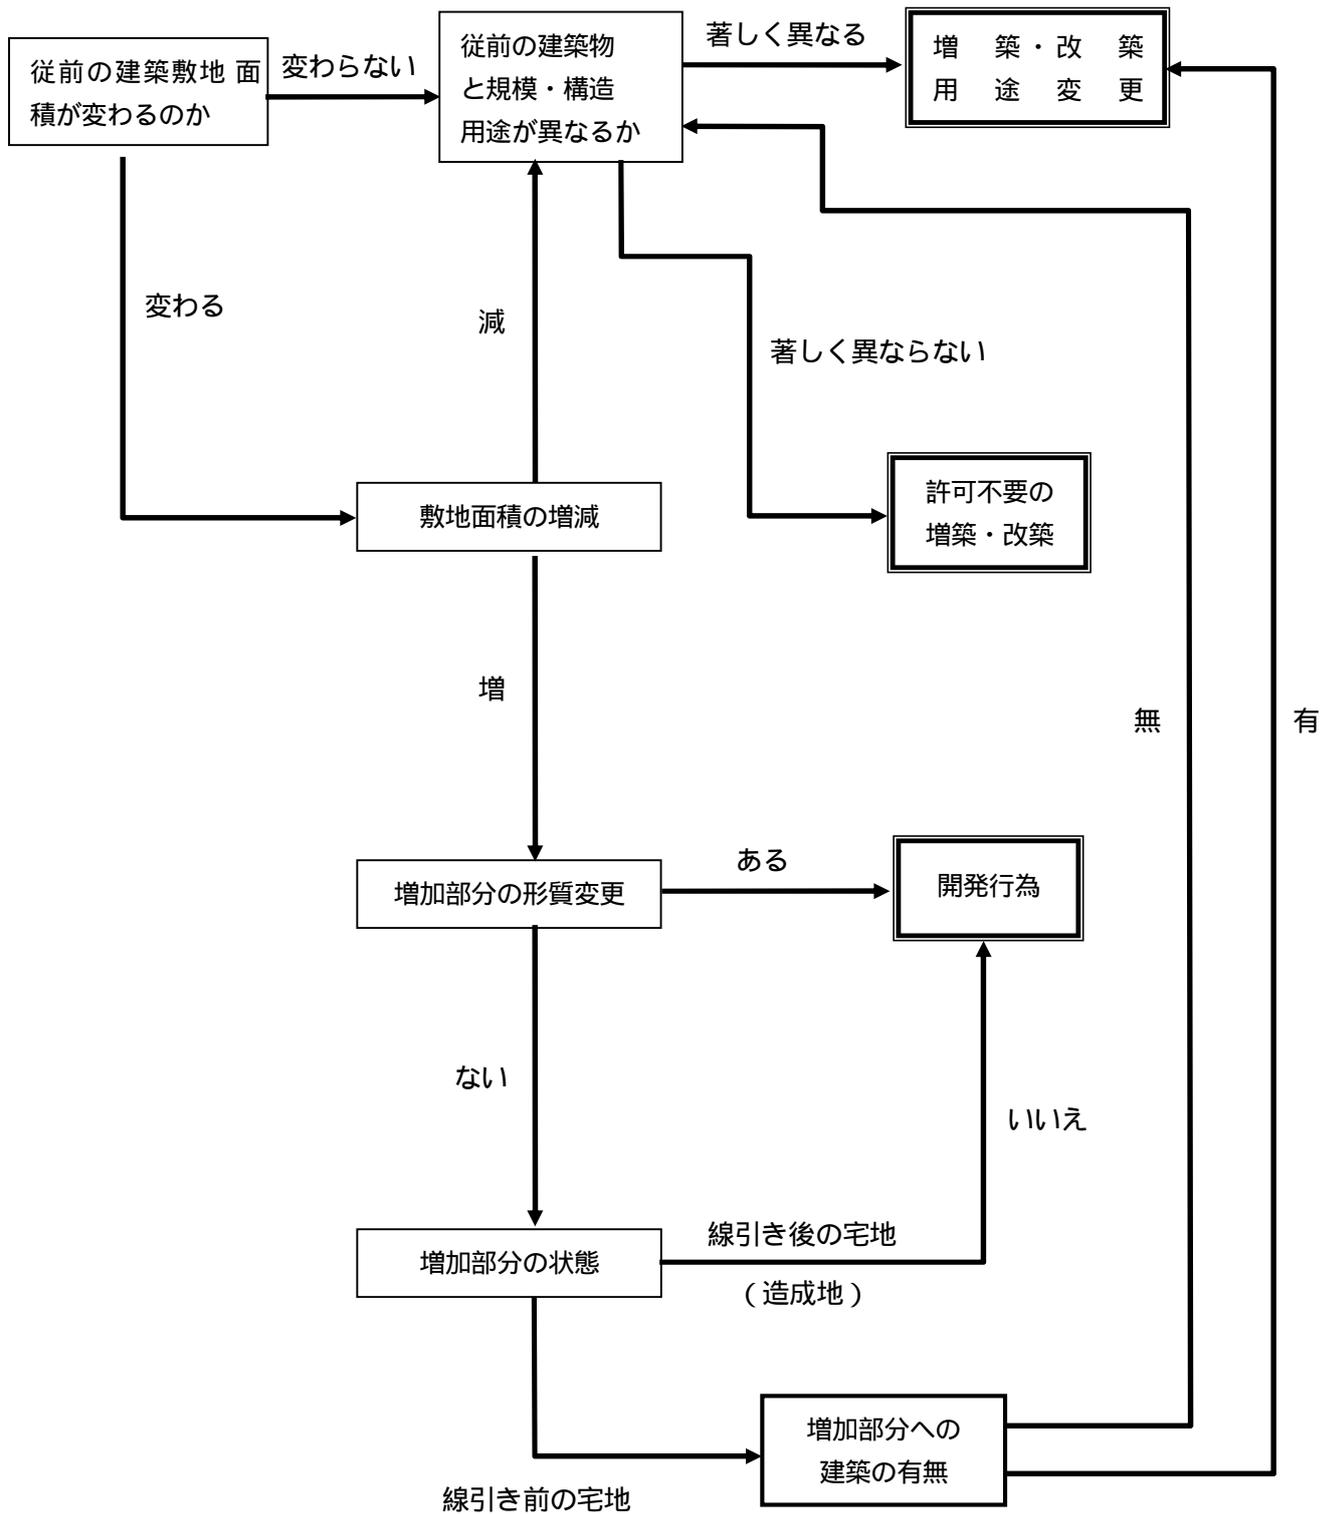 従前の建築敷地 面
積が変わるのか
変わらない
従前の建築物
と規模・構造
用途が異なるか
著しく異なる
増 築・改 築
用 途 変 更
変わる
減
著しく異ならない
敷地面積の増減
許可不要の
増築・改築
増
無
有
増加部分の形質変更
ある
開発行為
ない
いいえ
増加部分の状態
線引き後の宅地
(造成地)
増加部分への
建築の有無
線引き前の宅地